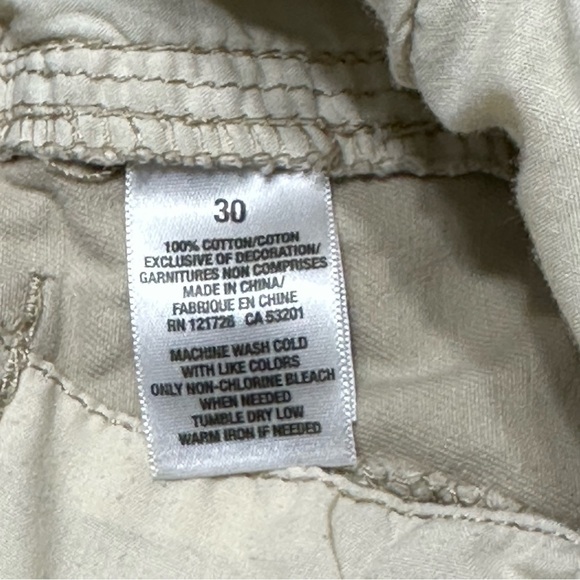 30
100% COTTON/COTON
EXCLUSIVE OF DECORATION/
GARNITURES NON COMPRISES
MADE IN CHINA/
FABRIQUE EN CHINE
RN 121726 CA 53201
MACHINE WASH COLD
WITH LIKE COLORS
ONLY NON-CHLORINE BLEACH
WHEN NEEDED
TUMBLE DRY LOW
WARM IRON IF NEEDED